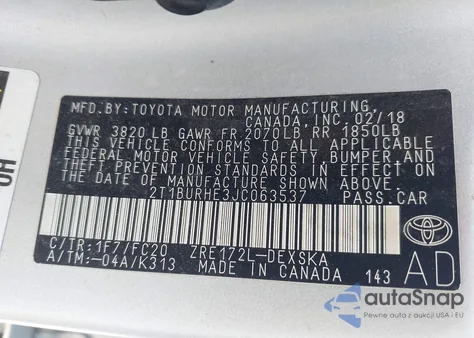 MFD. BY: TOYOTA MOTOR MANUFACTURING,
CANADA, INC. 02/18
GVWR 3820 LB GAWR FR 2070LB, RR 1850LB
THIS VEHICLE CONFORMS TO ALL APPLICABLE
FEDERAL MOTOR VEHICLE SAFETY, BUMPER, AND
THEFT PREVENTION STANDARDS IN EFFECT ON
THE DATE OF MANUFACTURE SHOWN ABOVE.
2T1BURHE3JC063537 PASS.CAR
C/TR: 1F7/FC20 ZRE172L-DEXSKA
A/TM: -04A/K313 MADE IN CANADA 143 AD
HO
autoSnap
Pewne auta z USA i EU